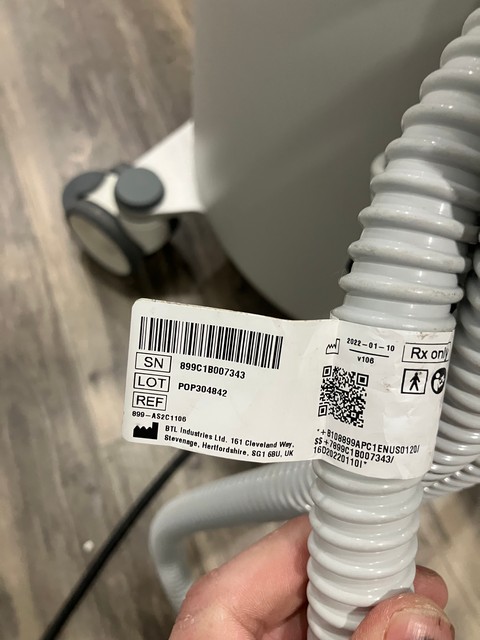 SN 899C1B007343
LOT POP304842
REF
899-AS2C1106
BTL Industries Ltd. 161 Cleveland Way,
Stevenage, Hertfordshire, SG1 6BU, UK
2022-01-10
v106
Rx only
*+B108899APC1ENUS0120/
$$+7899C1B007343/
16D20220110I*